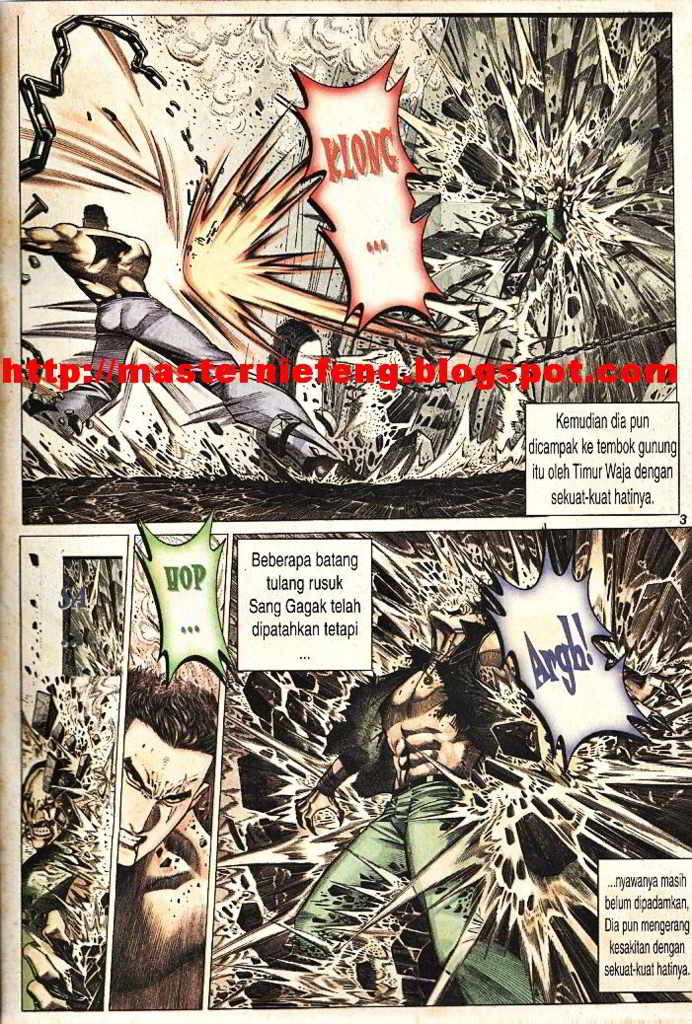 KLONG
...
http://masterniefeng.blogspot.com
Kemudian dia pun
dicampak ke tembok gunung
itu oleh Timur Waja dengan
sekuat-kuat hatinya.
3
SA
...
HOP
...
Beberapa batang
tulang rusuk
Sang Gagak telah
dipatahkan tetapi
...
Argh!
...nyawanya masih
belum dipadamkan,
Dia pun mengerang
kesakitan dengan
sekuat-kuat hatinya.